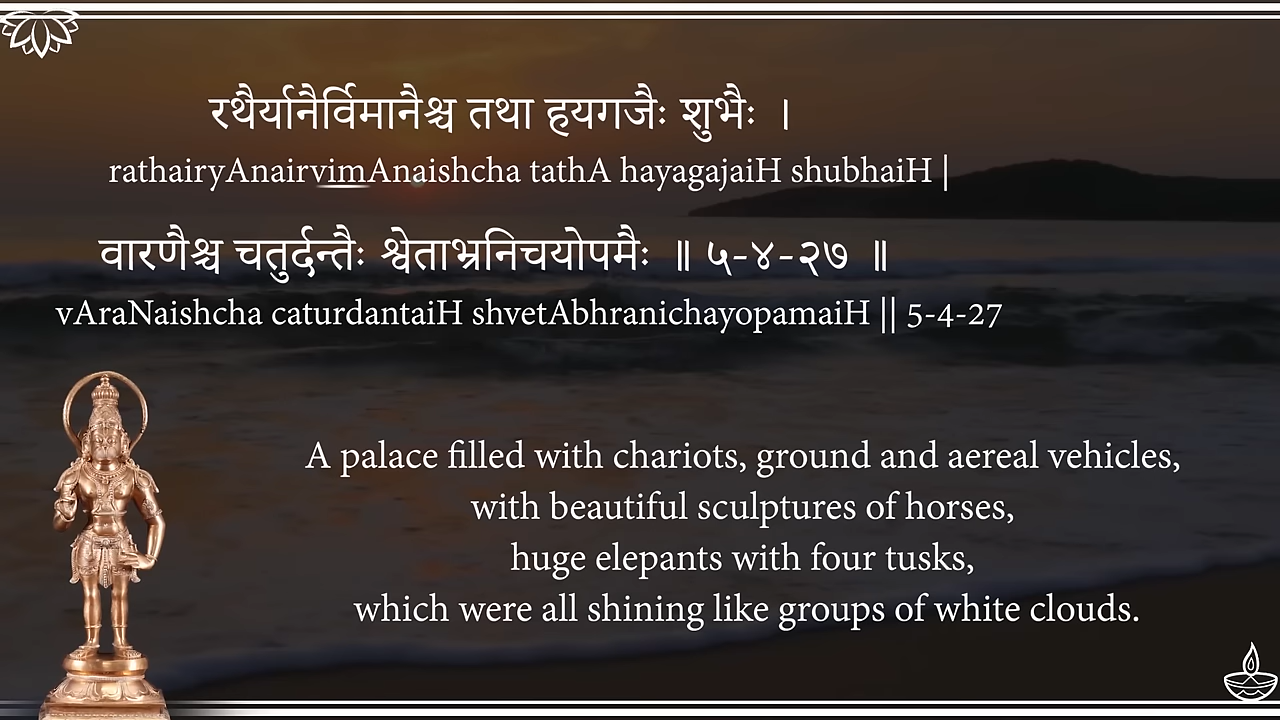 रथैर्यानैर्विमानैश्च तथा हयगजैः शुभैः ।
rathairyAnairvimAnaishcha tathA hayagajaiH shubhaiH |
वारणैश्च चतुर्दन्तैः श्वेताभ्रनिचयोपमैः ॥ ५-४-२७ ॥
vAraNaishcha caturdantaiH shvetAbhranichayopamaiH || 5-4-27
A palace filled with chariots, ground and aereal vehicles,
with beautiful sculptures of horses,
huge elepants with four tusks,
which were all shining like groups of white clouds.